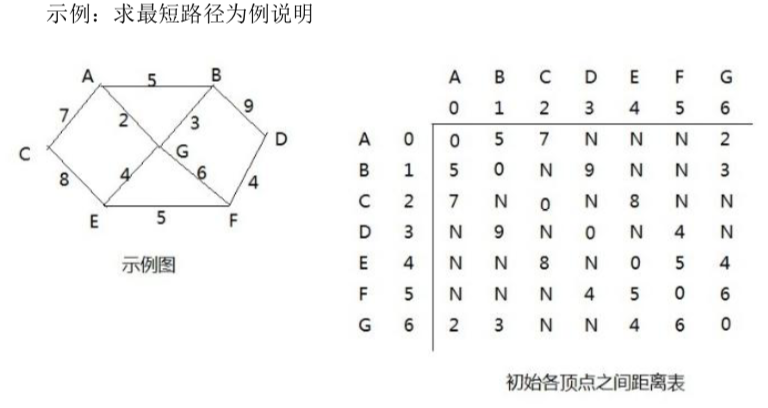 示例：求最短路径为例说明
A 5 B
7 2 3 9
C G D
8 4 6 4
E 5 F
示例图
A B C D E F G
0 1 2 3 4 5 6
A 0 0 5 7 N N N 2
B 1 5 0 N 9 N N 3
C 2 7 N 0 N 8 N N
D 3 N 9 N 0 N 4 N
E 4 N N 8 N 0 5 4
F 5 N N N 4 5 0 6
G 6 2 3 N N 4 6 0
初始各顶点之间距离表